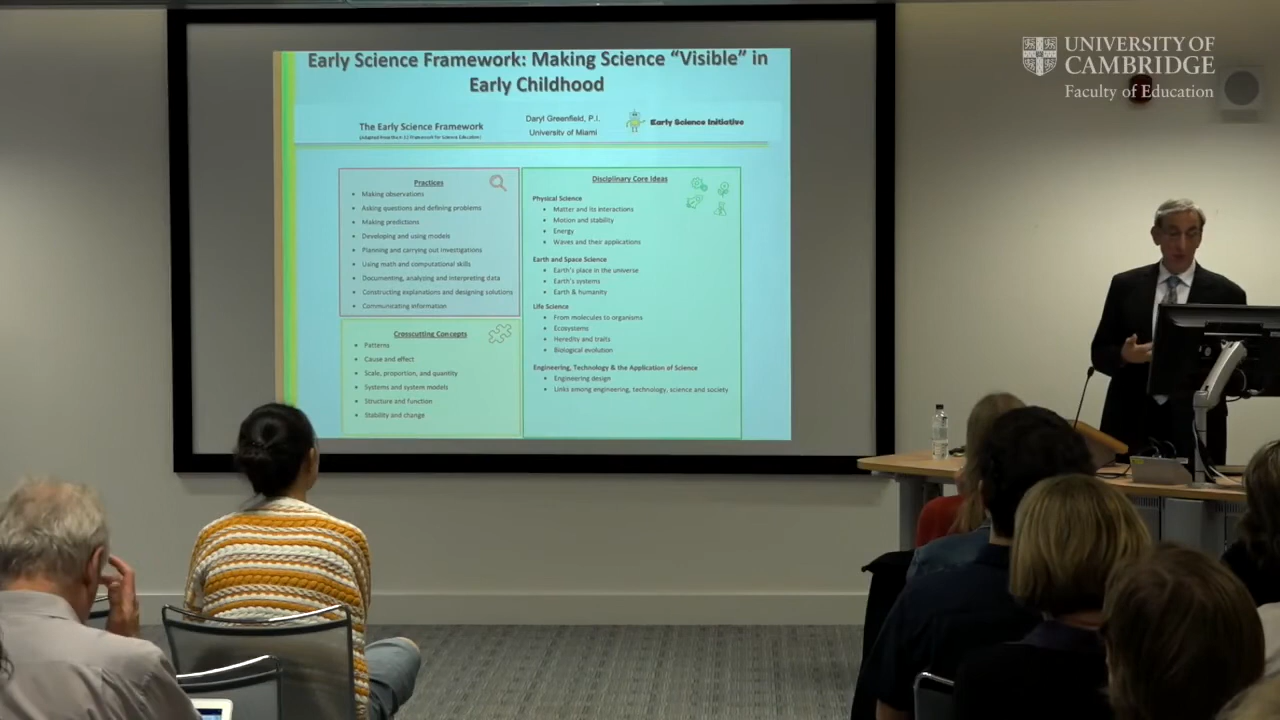 UNIVERSITY OF
CAMBRIDGE
Faculty of Education
Early Science Framework: Making Science “Visible” in
Early Childhood
The Early Science Framework
Daryl Greenfield, P.I.
University of Miami
Early Science Initiative
Practices
• Making observations
• Asking questions and defining problems
• Making predictions
• Developing and using models
• Planning and carrying out investigations
• Using math and computational skills
• Documenting, analyzing and interpreting data
• Constructing explanations and designing solutions
• Communicating information
Crosscutting Concepts
• Patterns
• Cause and effect
• Scale, proportion, and quantity
• Systems and system models
• Structure and function
• Stability and change
Disciplinary Core Ideas
Physical Science
• Matter and its interactions
• Motion and stability
• Energy
• Waves and their applications
Earth and Space Science
• Earth's place in the universe
• Earth's systems
• Earth & humanity
Life Science
• From molecules to organisms
• Ecosystems
• Heredity and traits
• Biological evolution
Engineering, Technology & the Application of Science
• Engineering design
• Links among engineering, technology, science and society